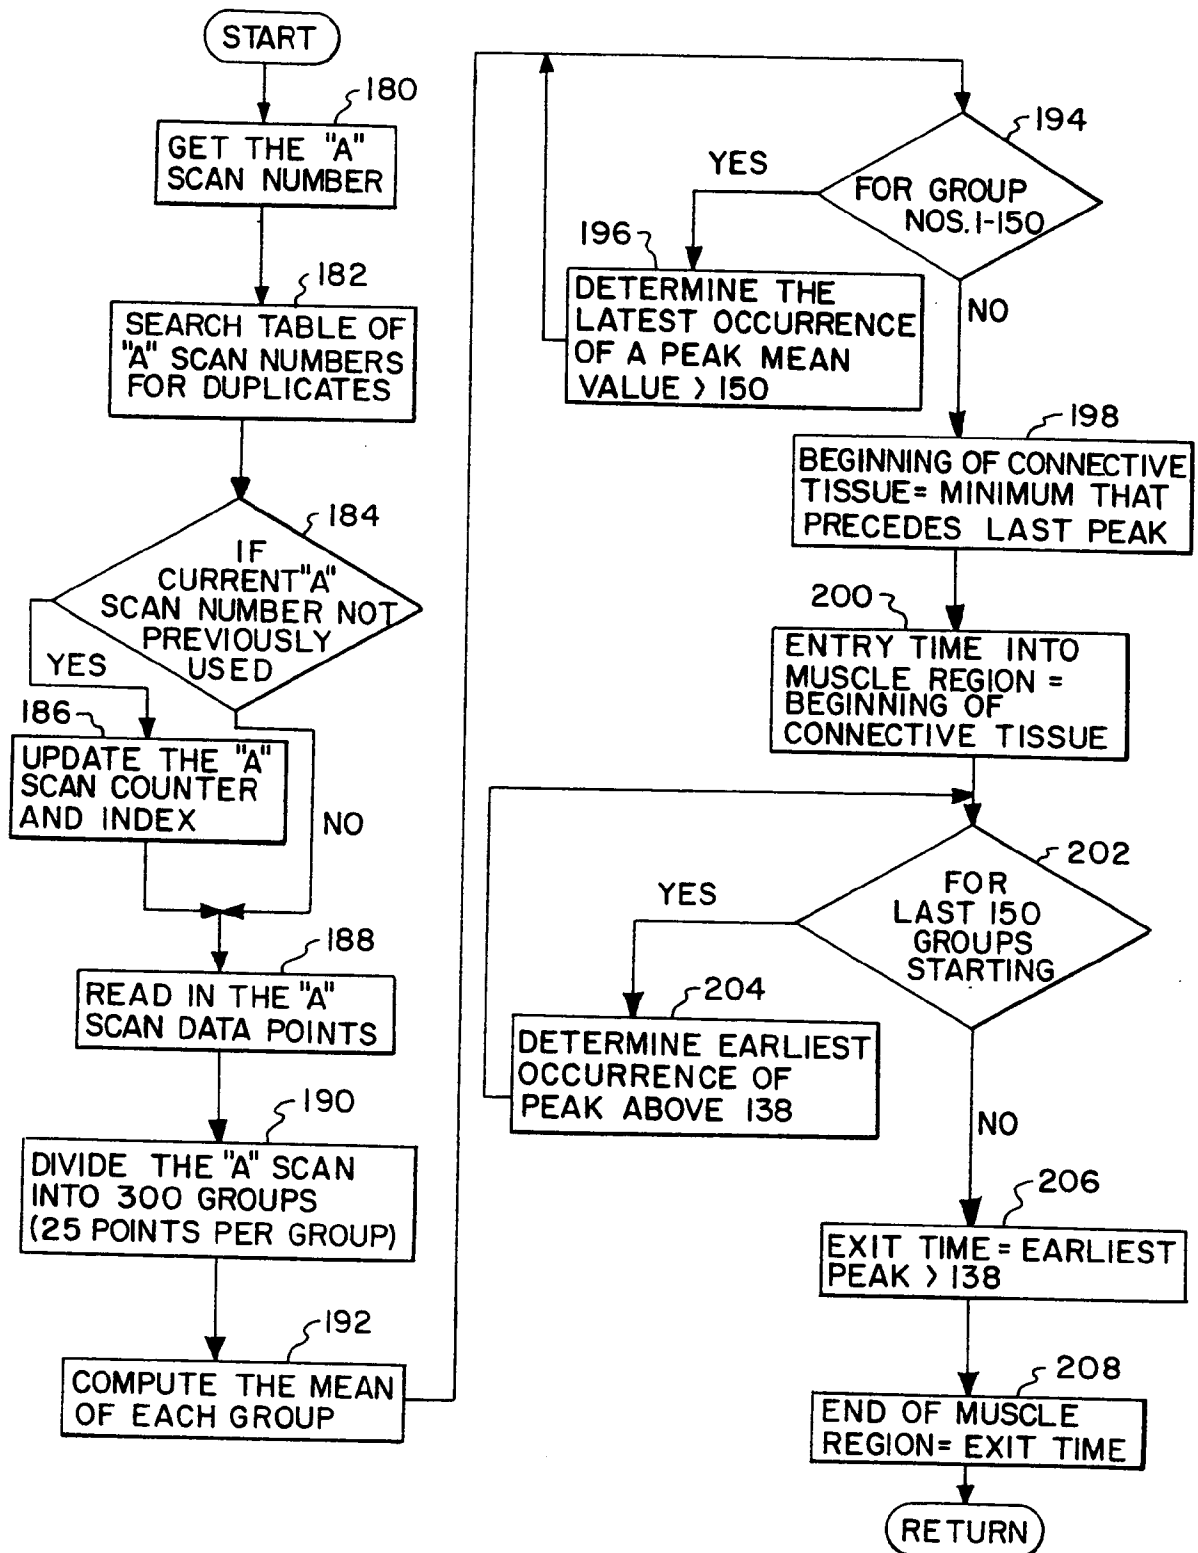 START
180
GET THE "A"
SCAN NUMBER
182
SEARCH TABLE OF
"A" SCAN NUMBERS
FOR DUPLICATES
184
IF
CURRENT "A"
SCAN NUMBER NOT
PREVIOUSLY
USED
YES
186
UPDATE THE "A"
SCAN COUNTER
AND INDEX
NO
188
READ IN THE "A"
SCAN DATA POINTS
190
DIVIDE THE "A" SCAN
INTO 300 GROUPS
(25 POINTS PER GROUP)
192
COMPUTE THE MEAN
OF EACH GROUP
194
FOR GROUP
NOS. 1-150
YES
196
DETERMINE THE
LATEST OCCURRENCE
OF A PEAK MEAN
VALUE > 150
NO
198
BEGINNING OF CONNECTIVE
TISSUE= MINIMUM THAT
PRECEDES LAST PEAK
200
ENTRY TIME INTO
MUSCLE REGION =
BEGINNING OF
CONNECTIVE TISSUE
202
FOR
LAST 150
GROUPS
STARTING
YES
204
DETERMINE EARLIEST
OCCURRENCE OF
PEAK ABOVE 138
NO
206
EXIT TIME = EARLIEST
PEAK > 138
208
END OF MUSCLE
REGION= EXIT TIME
RETURN